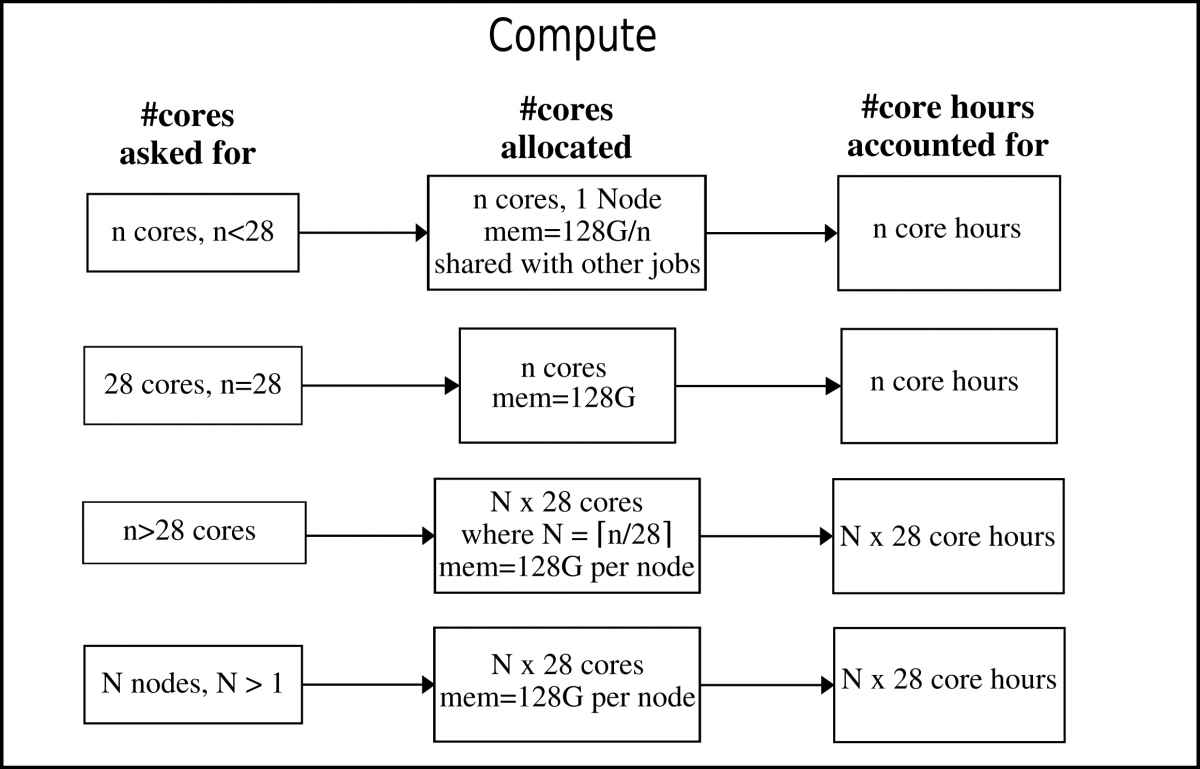 Compute
#cores
asked for
#cores
allocated
#core hours
accounted for
n cores, n<28
n cores, 1 Node
mem=128G/n
shared with other jobs
n core hours
28 cores, n=28
n cores
mem=128G
n core hours
n>28 cores
N x 28 cores
where N = ⌈n/28⌉
mem=128G per node
N x 28 core hours
N nodes, N > 1
N x 28 cores
mem=128G per node
N x 28 core hours